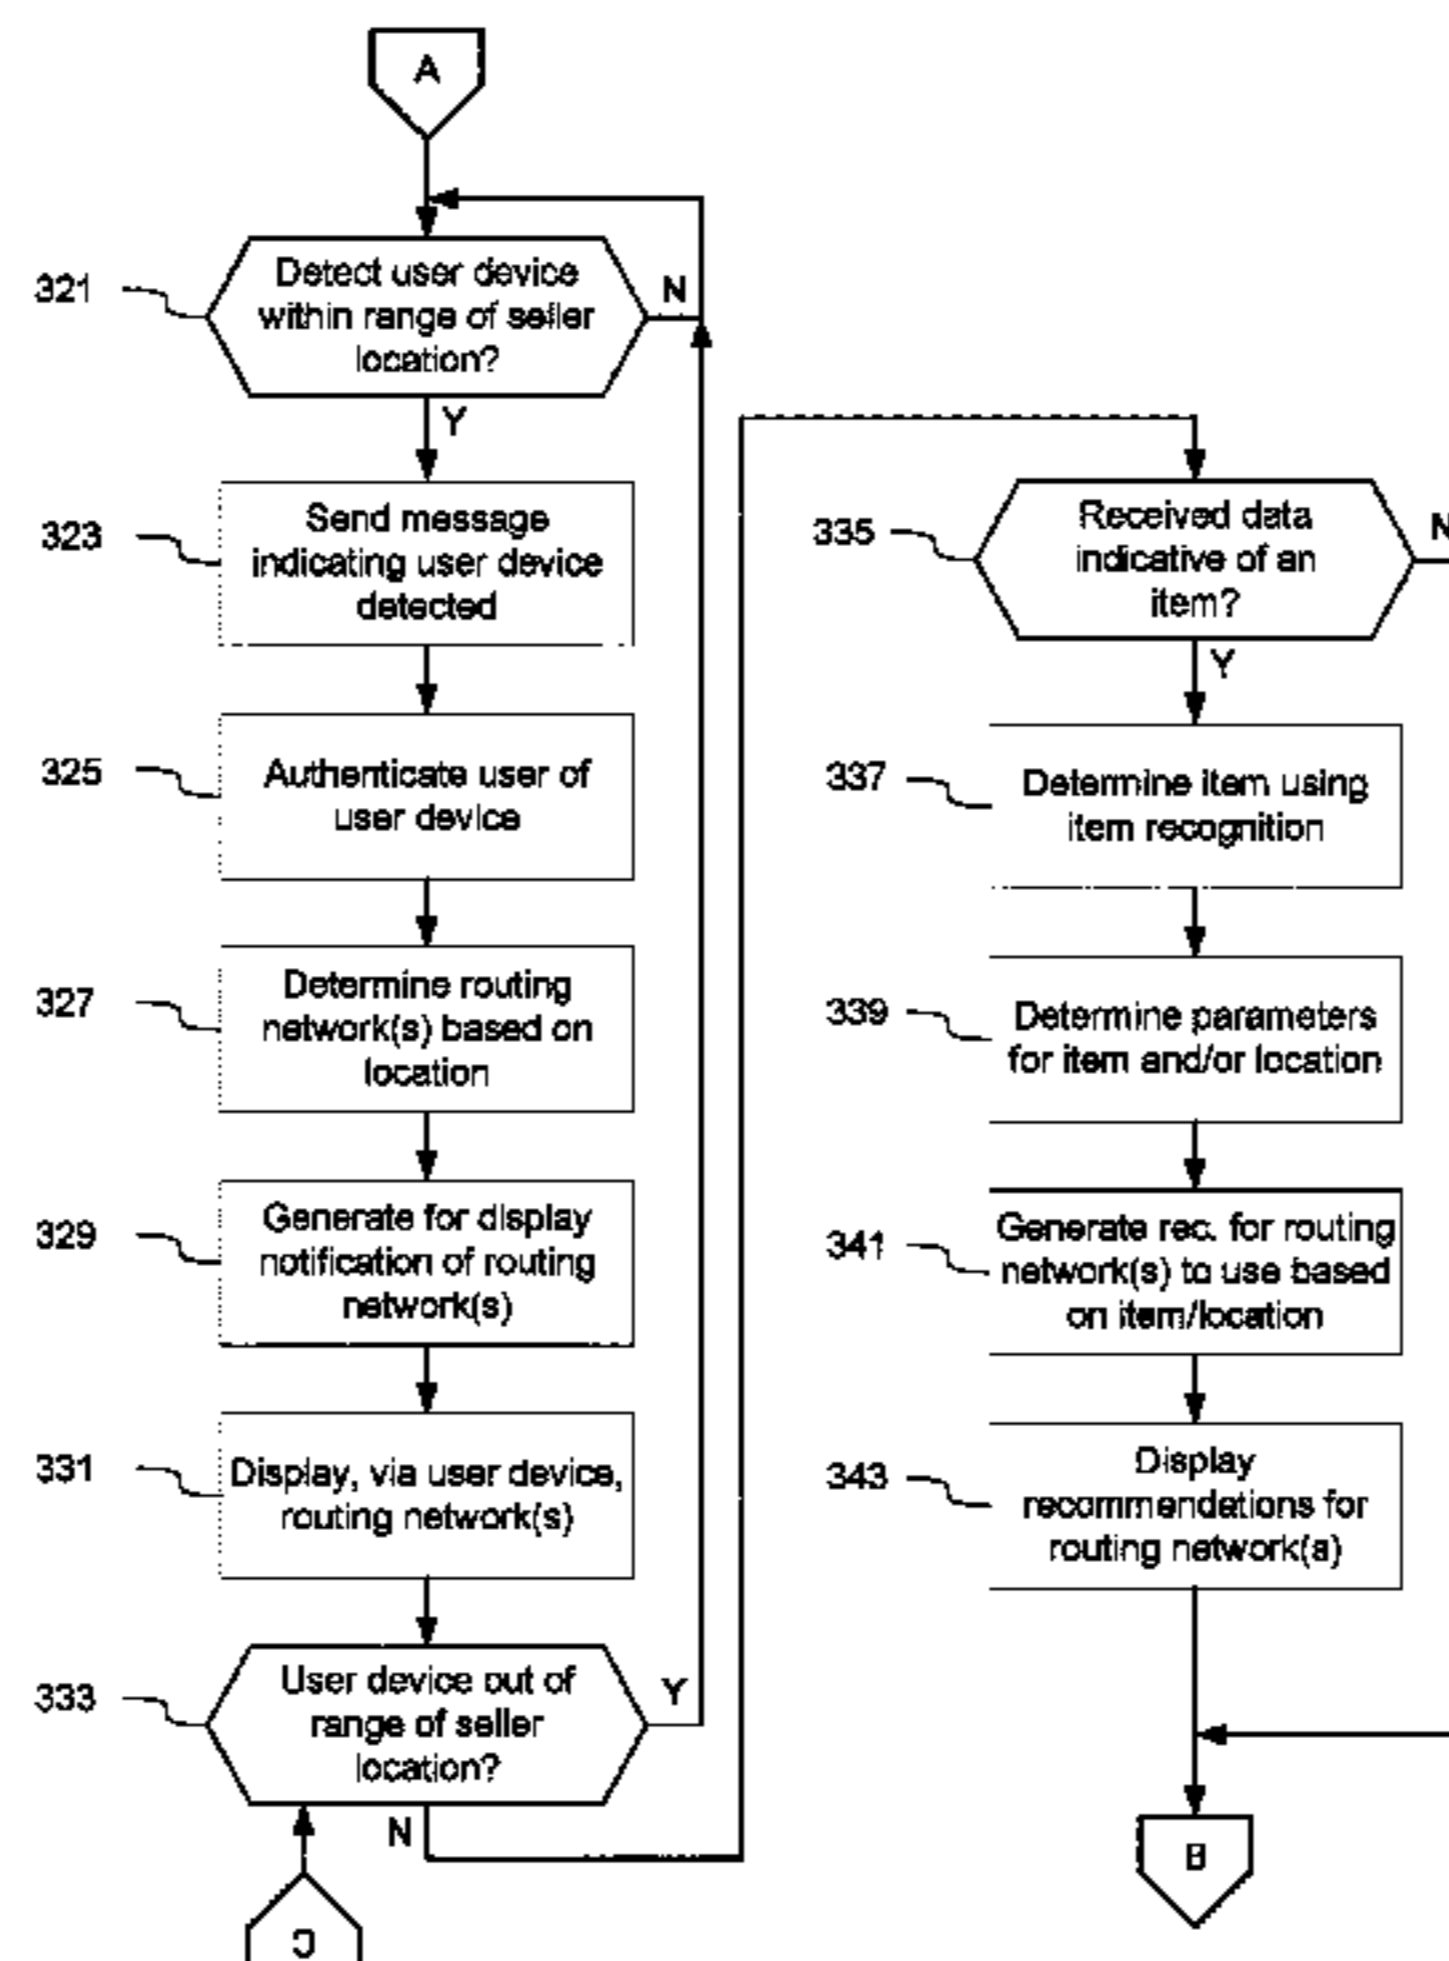 A
321
Detect user device
within range of seller
location?
N
Y
323
Send message
indicating user device
detected
325
Authenticate user of
user device
327
Determine routing
network(s) based on
location
329
Generate for display
notification of routing
network(s)
331
Display, via user device,
routing network(s)
333
User device out of
range of seller
location?
Y
N
C
335
Received data
indicative of an
item?
N
Y
337
Determine item using
item recognition
339
Determine parameters
for item and/or location
341
Generate rec. for routing
network(s) to use based
on item/location
343
Display
recommendations for
routing network(s)
B